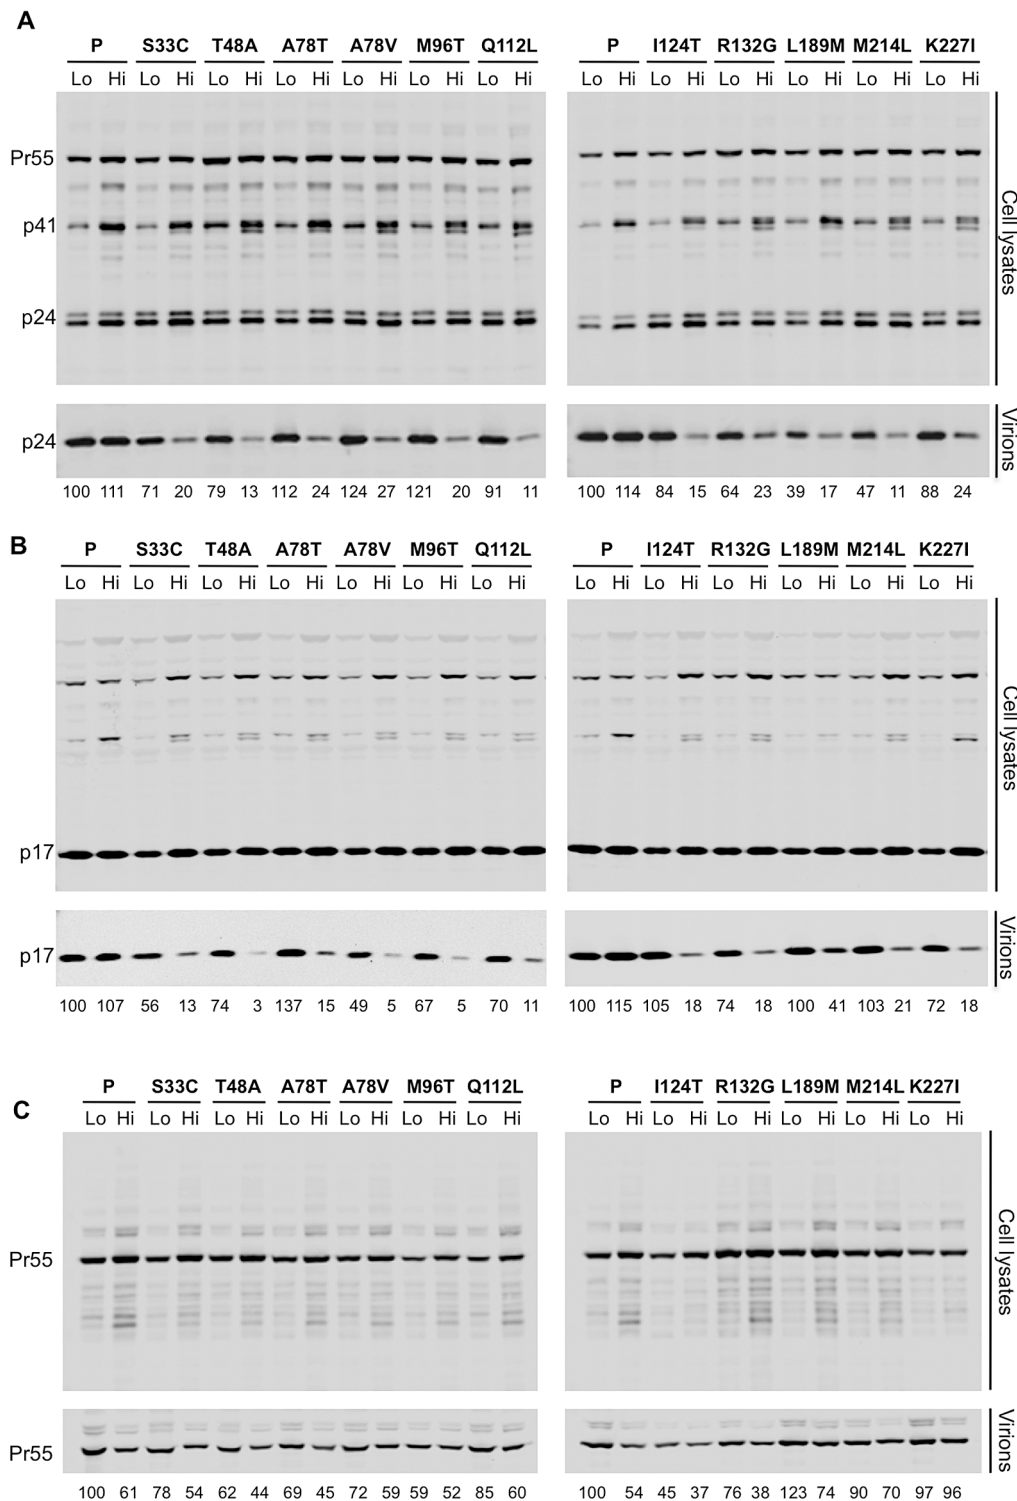 A
P S33C T48A A78T A78V M96T Q112L P I124T R132G L189M M214L K227I
Lo Hi Lo Hi Lo Hi Lo Hi Lo Hi Lo Hi Lo Hi Lo Hi Lo Hi Lo Hi Lo Hi Lo Hi Lo Hi
Pr55
p41
p24
Cell lysates
p24
Virions
100 111 71 20 79 13 112 24 124 27 121 20 91 11 100 114 84 15 64 23 39 17 47 11 88 24
B
P S33C T48A A78T A78V M96T Q112L P I124T R132G L189M M214L K227I
Lo Hi Lo Hi Lo Hi Lo Hi Lo Hi Lo Hi Lo Hi Lo Hi Lo Hi Lo Hi Lo Hi Lo Hi Lo Hi
Cell lysates
p17
p17
Virions
100 107 56 13 74 3 137 15 49 5 67 5 70 11 100 115 105 18 74 18 100 41 103 21 72 18
C
P S33C T48A A78T A78V M96T Q112L P I124T R132G L189M M214L K227I
Lo Hi Lo Hi Lo Hi Lo Hi Lo Hi Lo Hi Lo Hi Lo Hi Lo Hi Lo Hi Lo Hi Lo Hi Lo Hi
Pr55
Cell lysates
Pr55
Virions
100 61 78 54 62 44 69 45 72 59 59 52 85 60 100 54 45 37 76 38 123 74 90 70 97 96